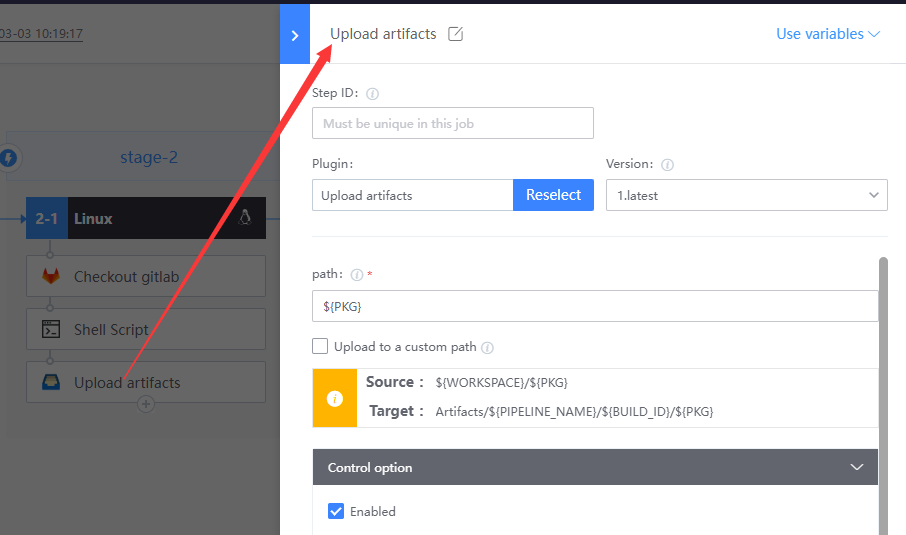 03-03 10:19:17
Upload artifacts
Use variables
Step ID:
Must be unique in this job
Plugin:
Version:
Upload artifacts
Reselect
1.latest
stage-2
2-1 Linux
Checkout gitlab
Shell Script
Upload artifacts
path: *
${PKG}
Upload to a custom path
Source : ${WORKSPACE}/${PKG}
Target : Artifacts/${PIPELINE_NAME}/${BUILD_ID}/${PKG}
Control option
Enabled